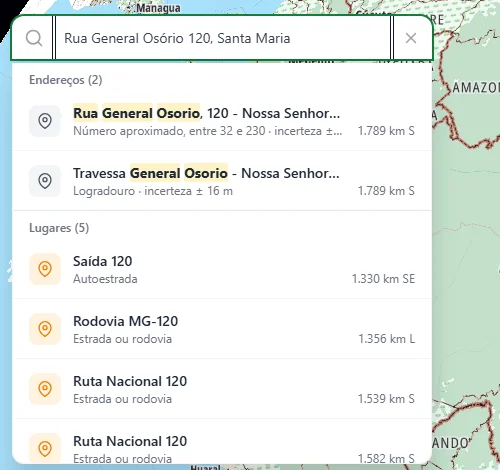 Managua
Rua General Osório 120, Santa Maria
RE
Endereços (2)
AMAZO
Rua General Osorio, 120 - Nossa Senhor...
Número aproximado, entre 32 e 230 · incerteza ±... 1.789 km S
Travessa General Osorio - Nossa Senhor...
Logradouro · incerteza ± 16 m 1.789 km S
Lugares (5)
Saída 120
Autoestrada 1.330 km SE
Rodovia MG-120
Estrada ou rodovia 1.356 km L
Ruta Nacional 120
Estrada ou rodovia 1.539 km S
Ruta Nacional 120
ANDO
Estrada ou rodovia 1.582 km S
Huaral